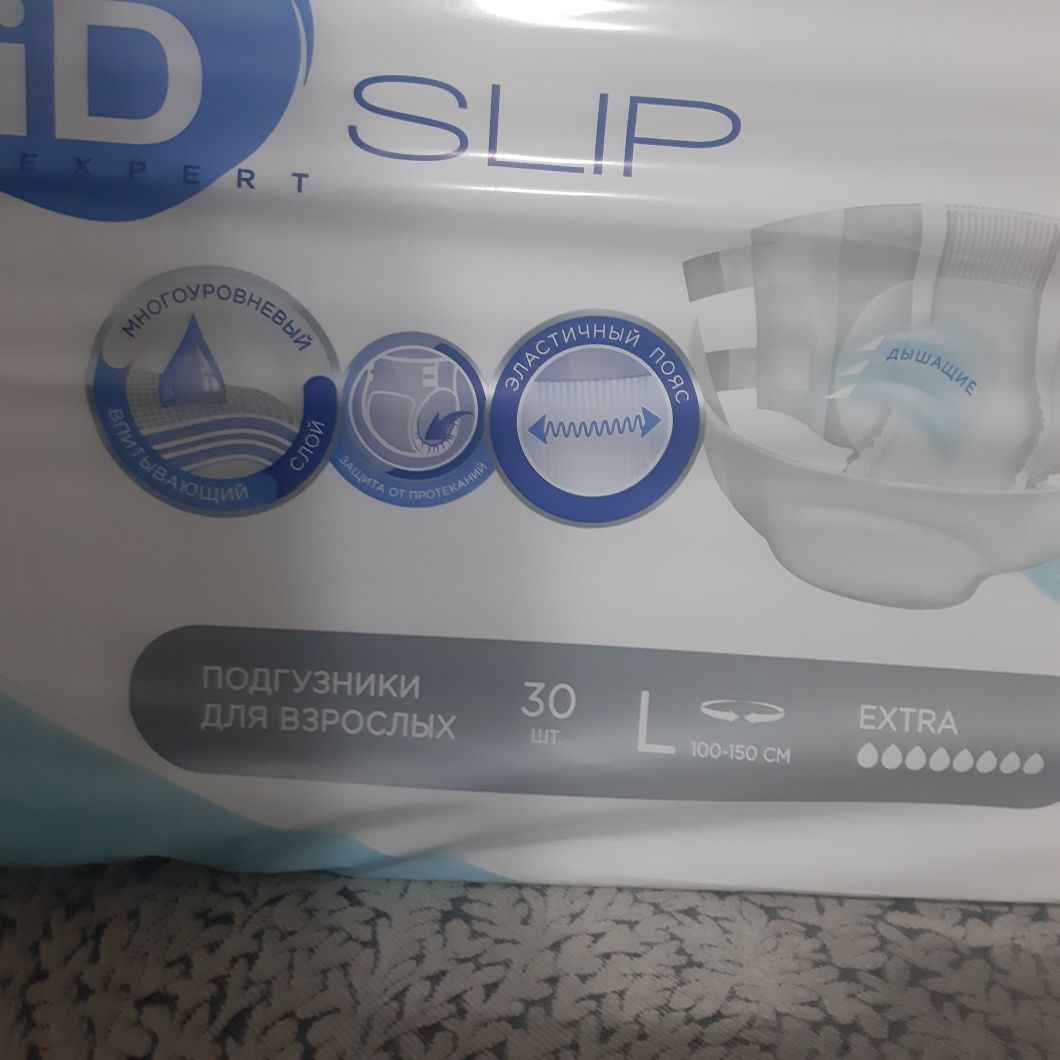 iD
EXPERT
SLIP
МНОГОУРОВНЕВЫЙ
ВПИТЫВАЮЩИЙ
СЛОЙ
ЗАЩИТА ОТ ПРОТЕКАНИЙ
ЭЛАСТИЧНЫЙ ПОЯС
ДЫШАЩИЕ
ПОДГУЗНИКИ
ДЛЯ ВЗРОСЛЫХ
30
ШТ.
L
100-150 СМ
EXTRA